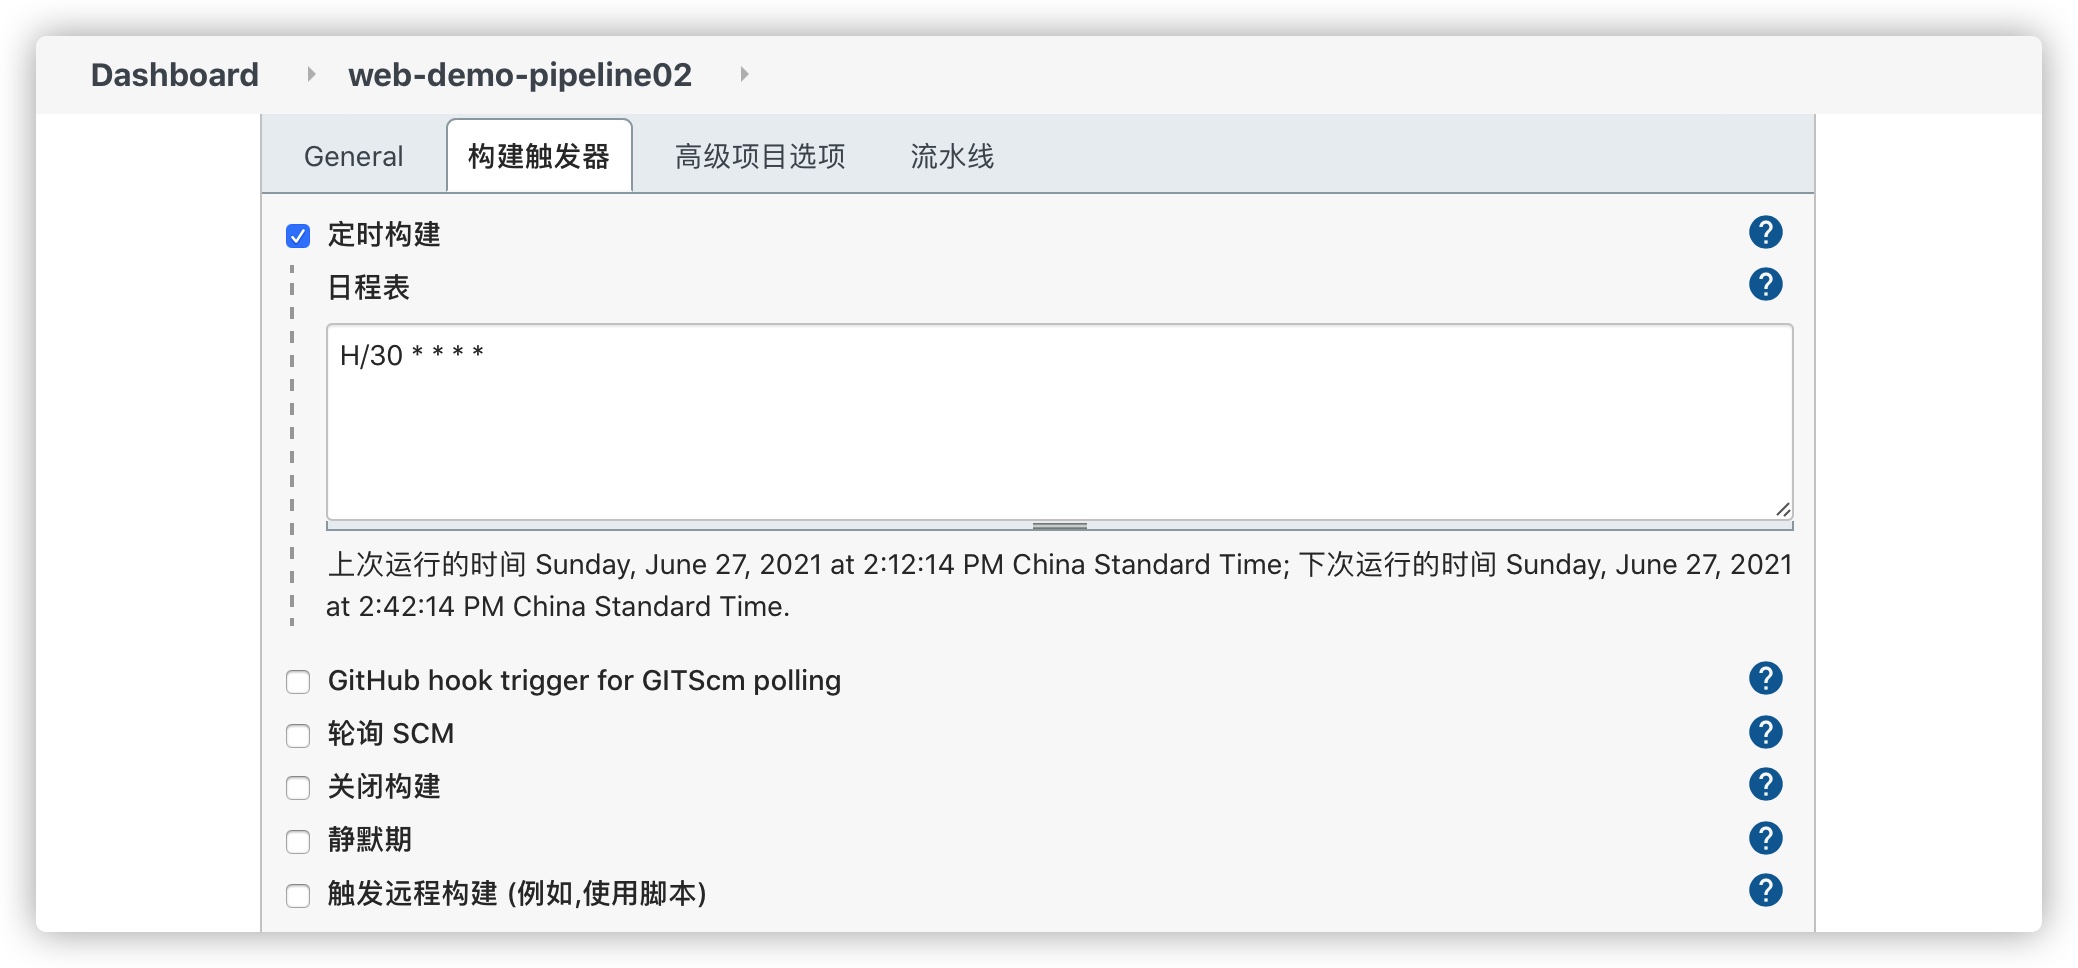 Dashboard web-demo-pipeline02
General 构建触发器 高级项目选项 流水线
定时构建
日程表
H/30 * * * *
上次运行的时间 Sunday, June 27, 2021 at 2:12:14 PM China Standard Time; 下次运行的时间 Sunday, June 27, 2021
at 2:42:14 PM China Standard Time.
GitHub hook trigger for GITScm polling
轮询 SCM
关闭构建
静默期
触发远程构建 (例如,使用脚本)